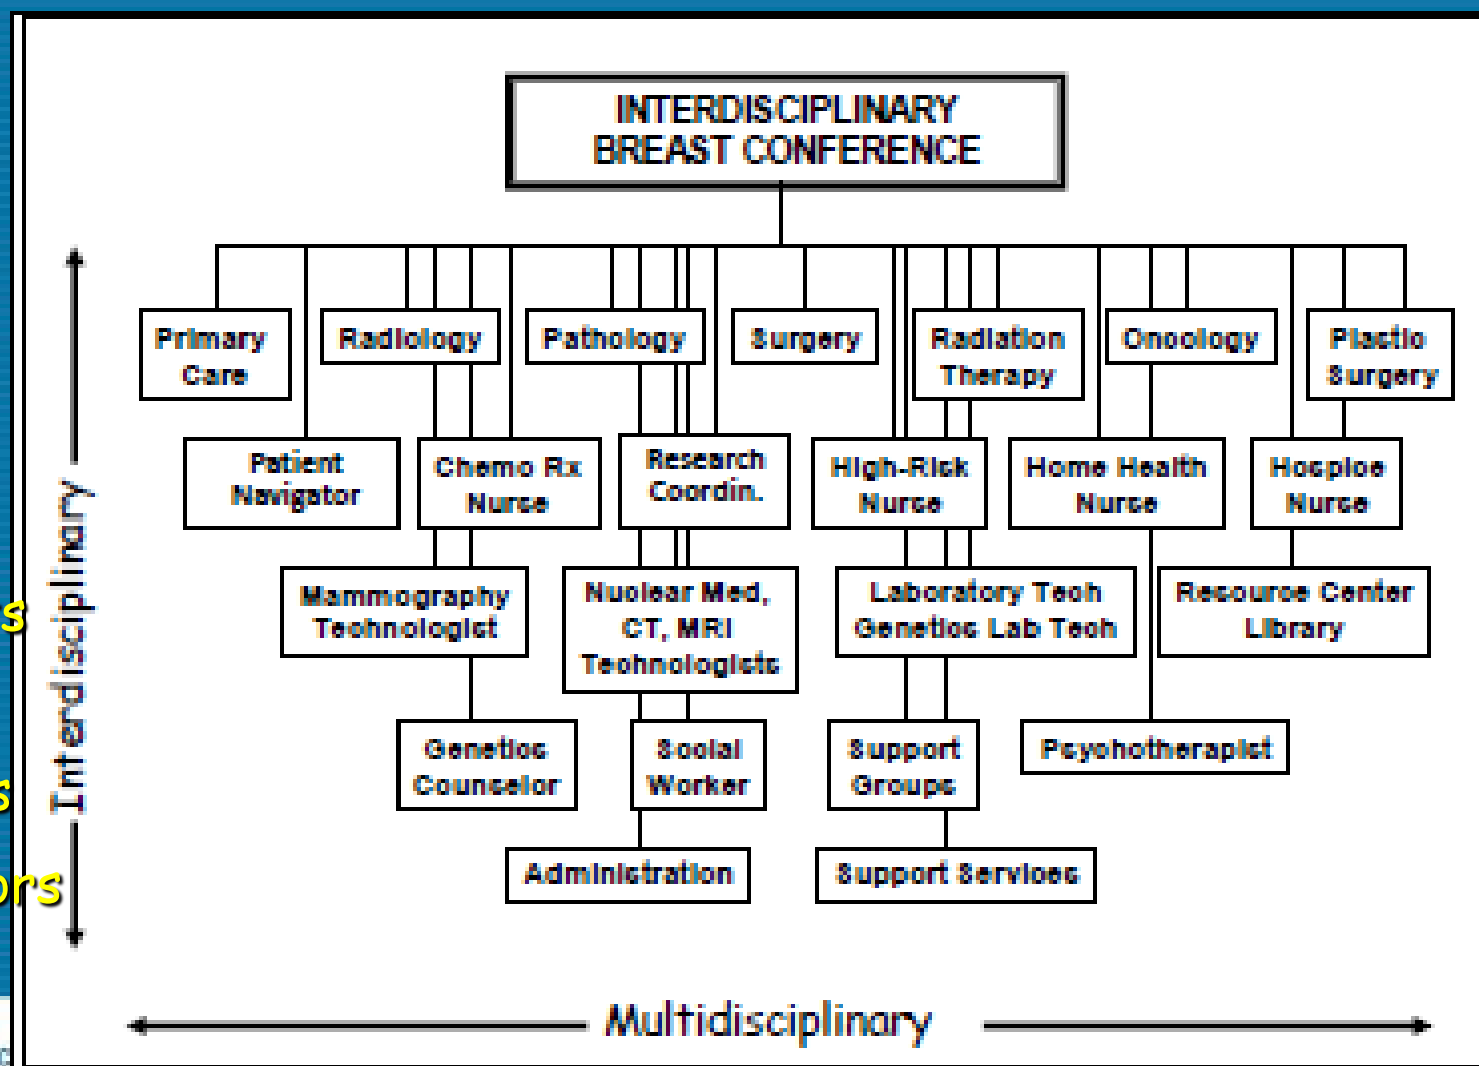 INTERDISCIPLINARY
BREAST CONFERENCE
Primary
Care
Radiology
Pathology
Surgery
Radiation
Therapy
Oncology
Plastic
Surgery
Patient
Navigator
Chemo Rx
Nurse
Research
Coordin.
High-Risk
Nurse
Home Health
Nurse
Hospice
Nurse
Mammography
Technologist
Nuclear Med,
CT, MRI
Technologists
Laboratory Tech
Genetics Lab Tech
Resource Center
Library
Genetics
Counselor
Social
Worker
Support
Groups
Psychotherapist
Administration
Support Services
Interdisciplinary
Multidisciplinary